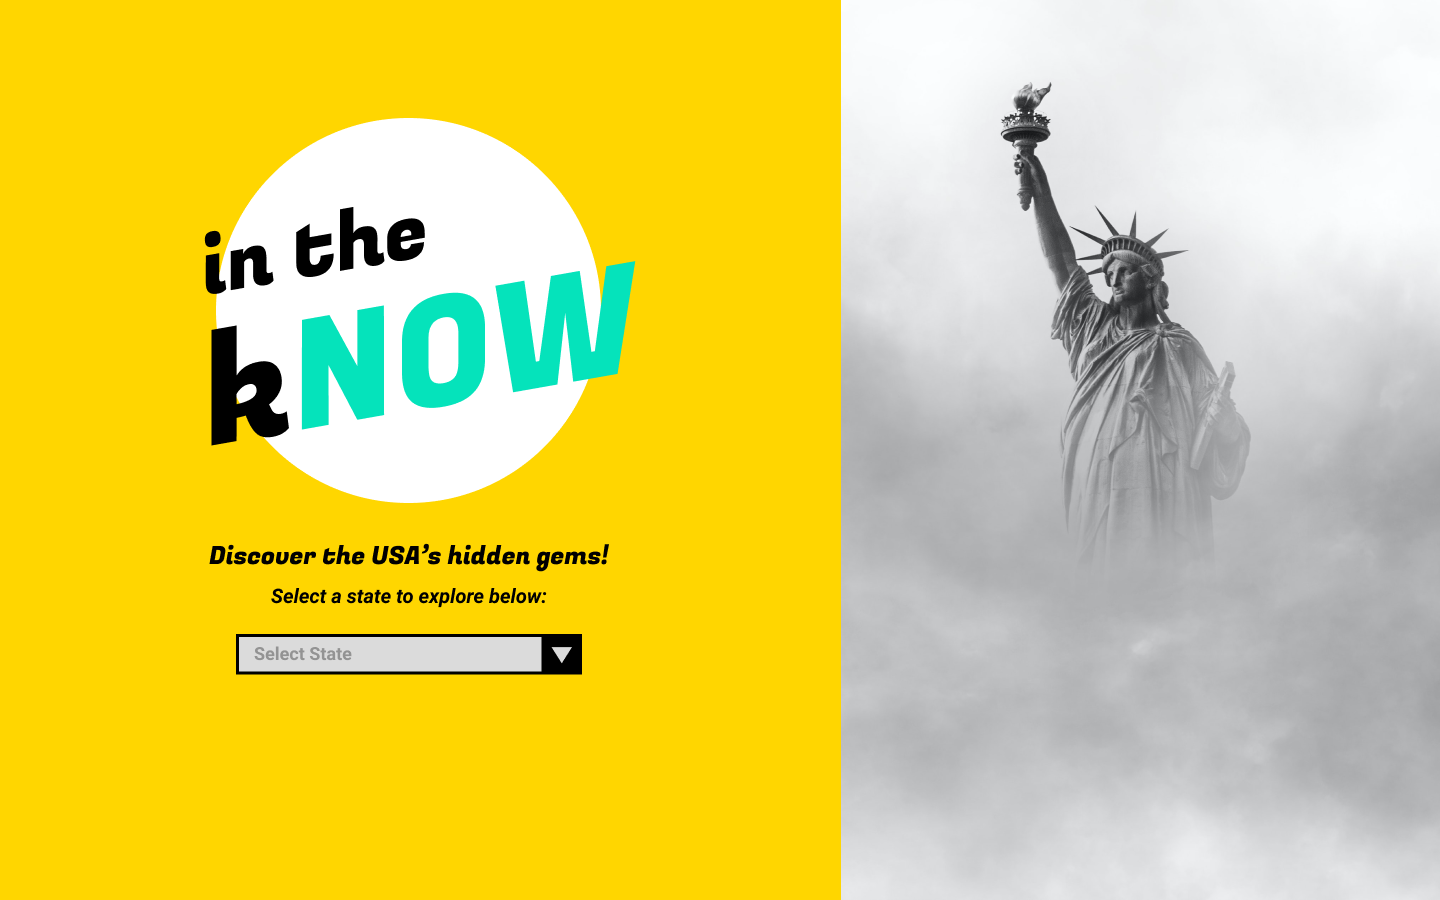 in the
kNOW
Discover the USA’s hidden gems!
Select a state to explore below:
Select State